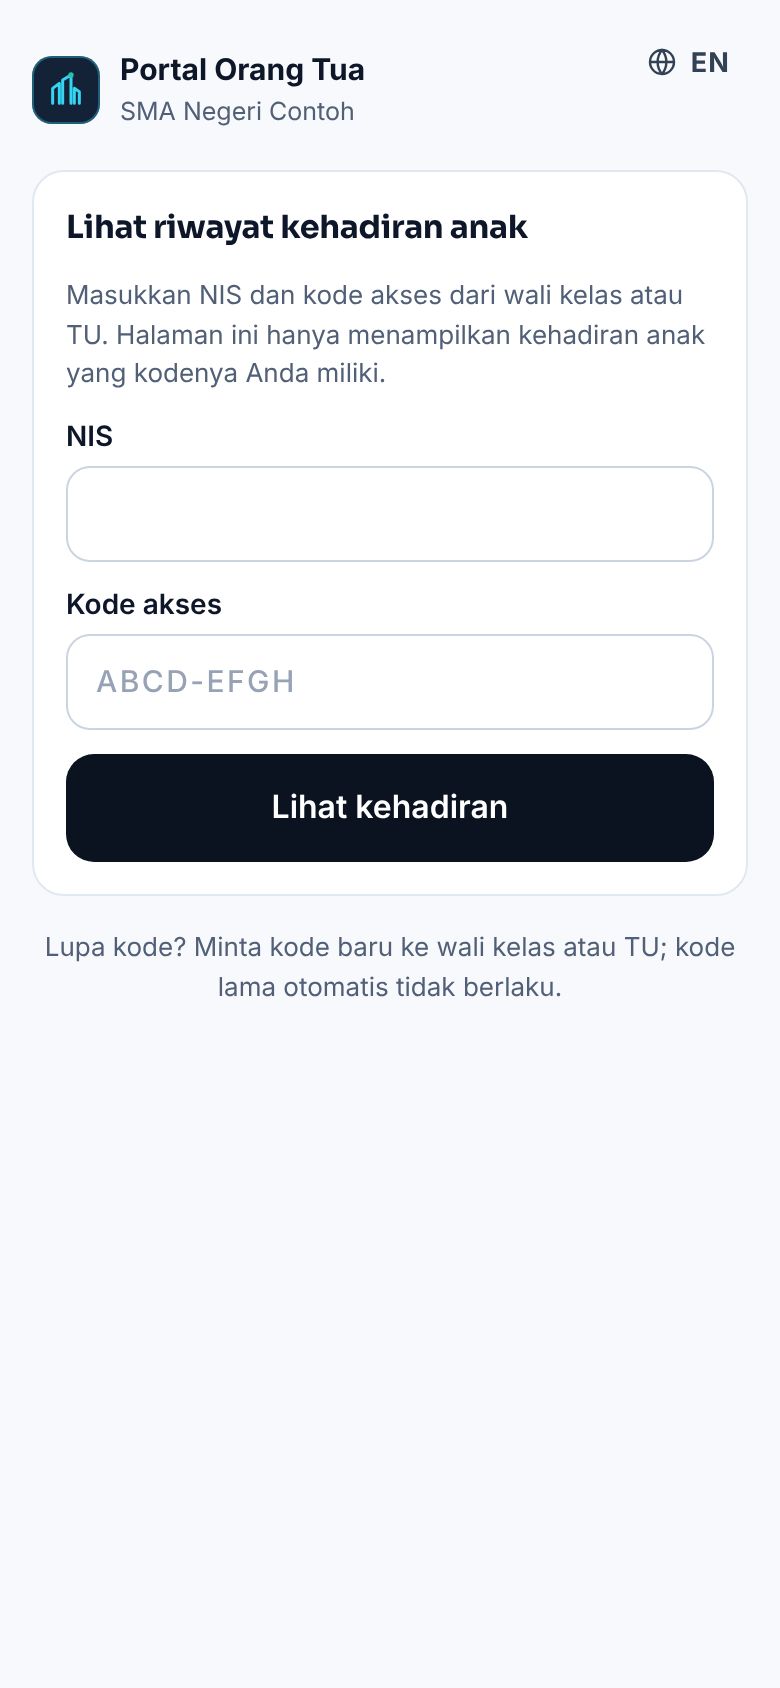 Portal Orang Tua
SMA Negeri Contoh
EN
Lihat riwayat kehadiran anak
Masukkan NIS dan kode akses dari wali kelas atau
TU. Halaman ini hanya menampilkan kehadiran anak
yang kodenya Anda miliki.
NIS
Kode akses
ABCD-EFGH
Lihat kehadiran
Lupa kode? Minta kode baru ke wali kelas atau TU; kode
lama otomatis tidak berlaku.